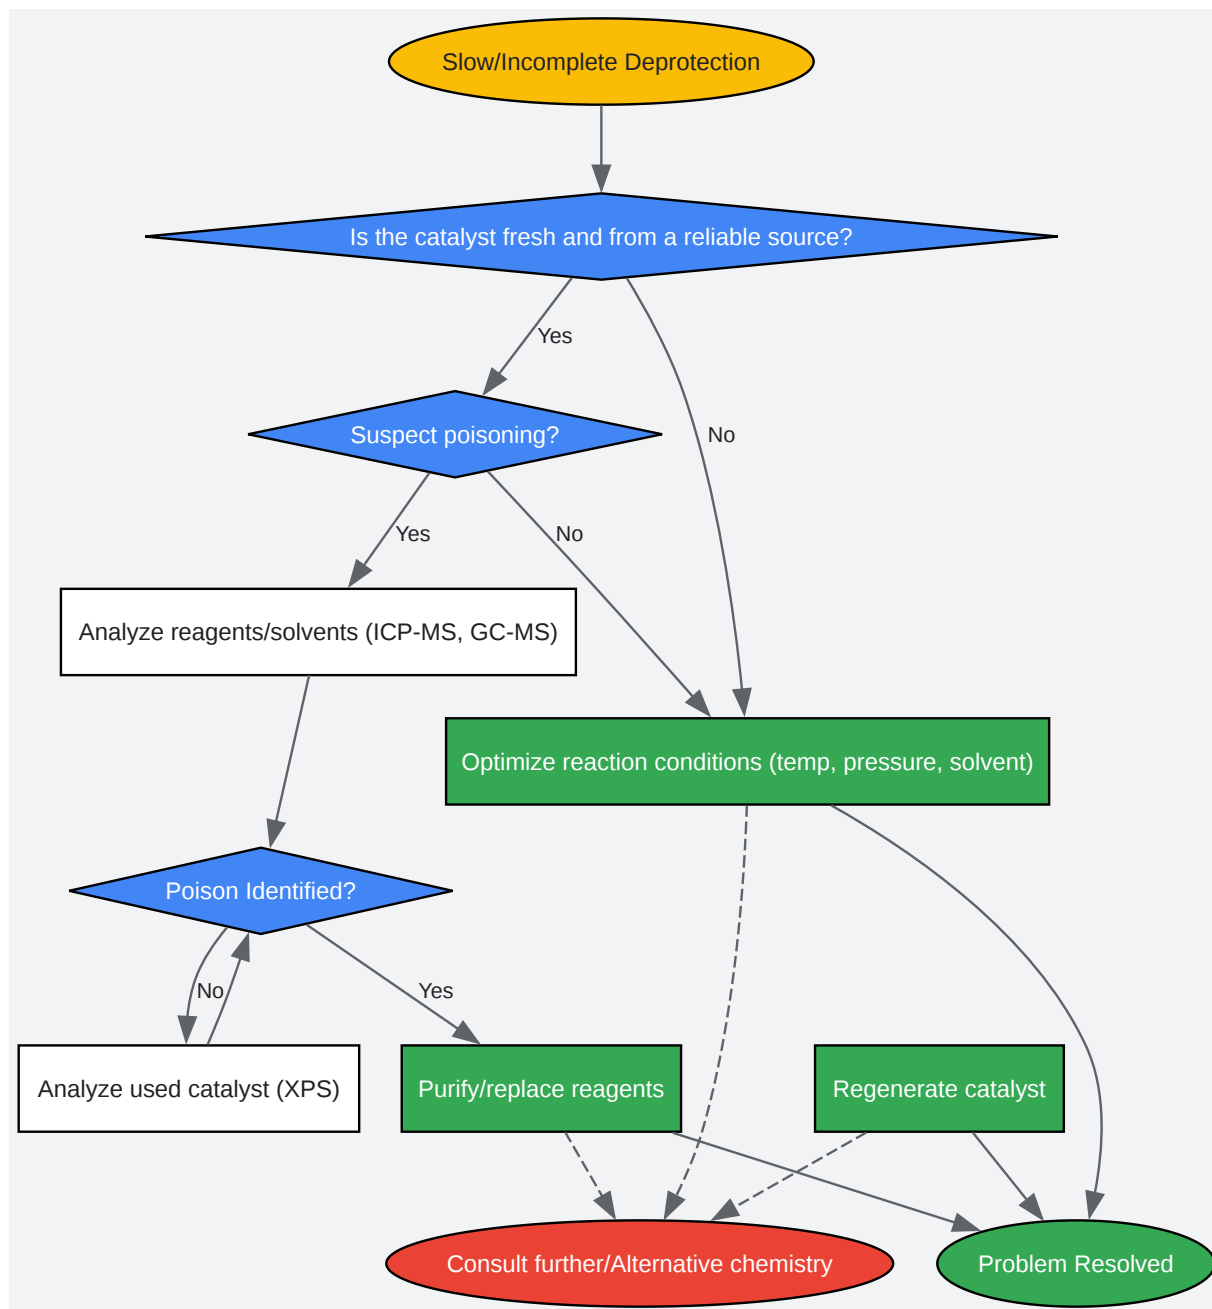 Slow/Incomplete Deprotection
Is the catalyst fresh and from a reliable source?
Yes
Suspect poisoning?
No
Yes
No
Analyze reagents/solvents (ICP-MS, GC-MS)
Optimize reaction conditions (temp, pressure, solvent)
Poison Identified?
No
Yes
Analyze used catalyst (XPS)
Purify/replace reagents
Regenerate catalyst
Consult further/Alternative chemistry
Problem Resolved